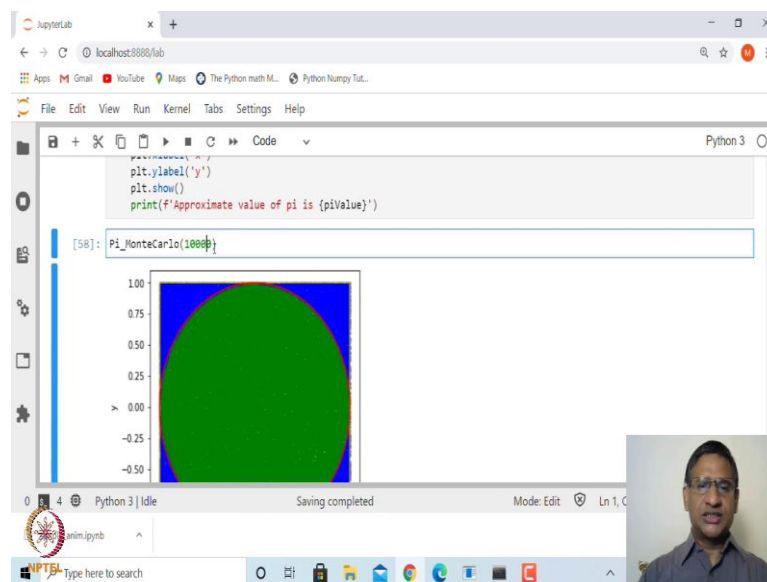 JupyterLab
localhost:8888/lab
M
Apps Gmail YouTube Maps The Python math M... Python Numpy Tut...
File Edit View Run Kernel Tabs Settings Help
Code Python 3
plt.ylabel('y')
plt.show()
print(f'Approximate value of pi is {piValue}')
[58]: Pi_MonteCarlo(10000)
1.00
0.75
0.50
0.25
0.00
y
−0.25
−0.50
0 4 Python 3 | Idle Saving completed Mode: Edit Ln 1, C
anim.ipynb
NPTEL
Type here to search